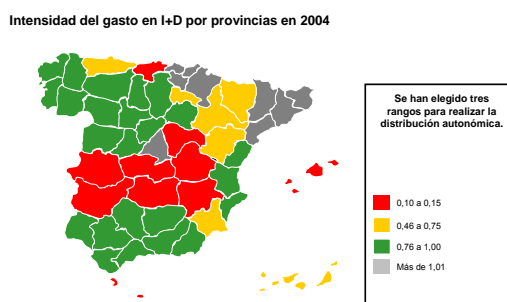 Intensidad del gasto en I+D por provincias en 2004
Se han elegido tres
rangos para realizar la
distribución autonómica.
0,10 a 0,15
0,46 a 0,75
0,76 a 1,00
Más de 1,01